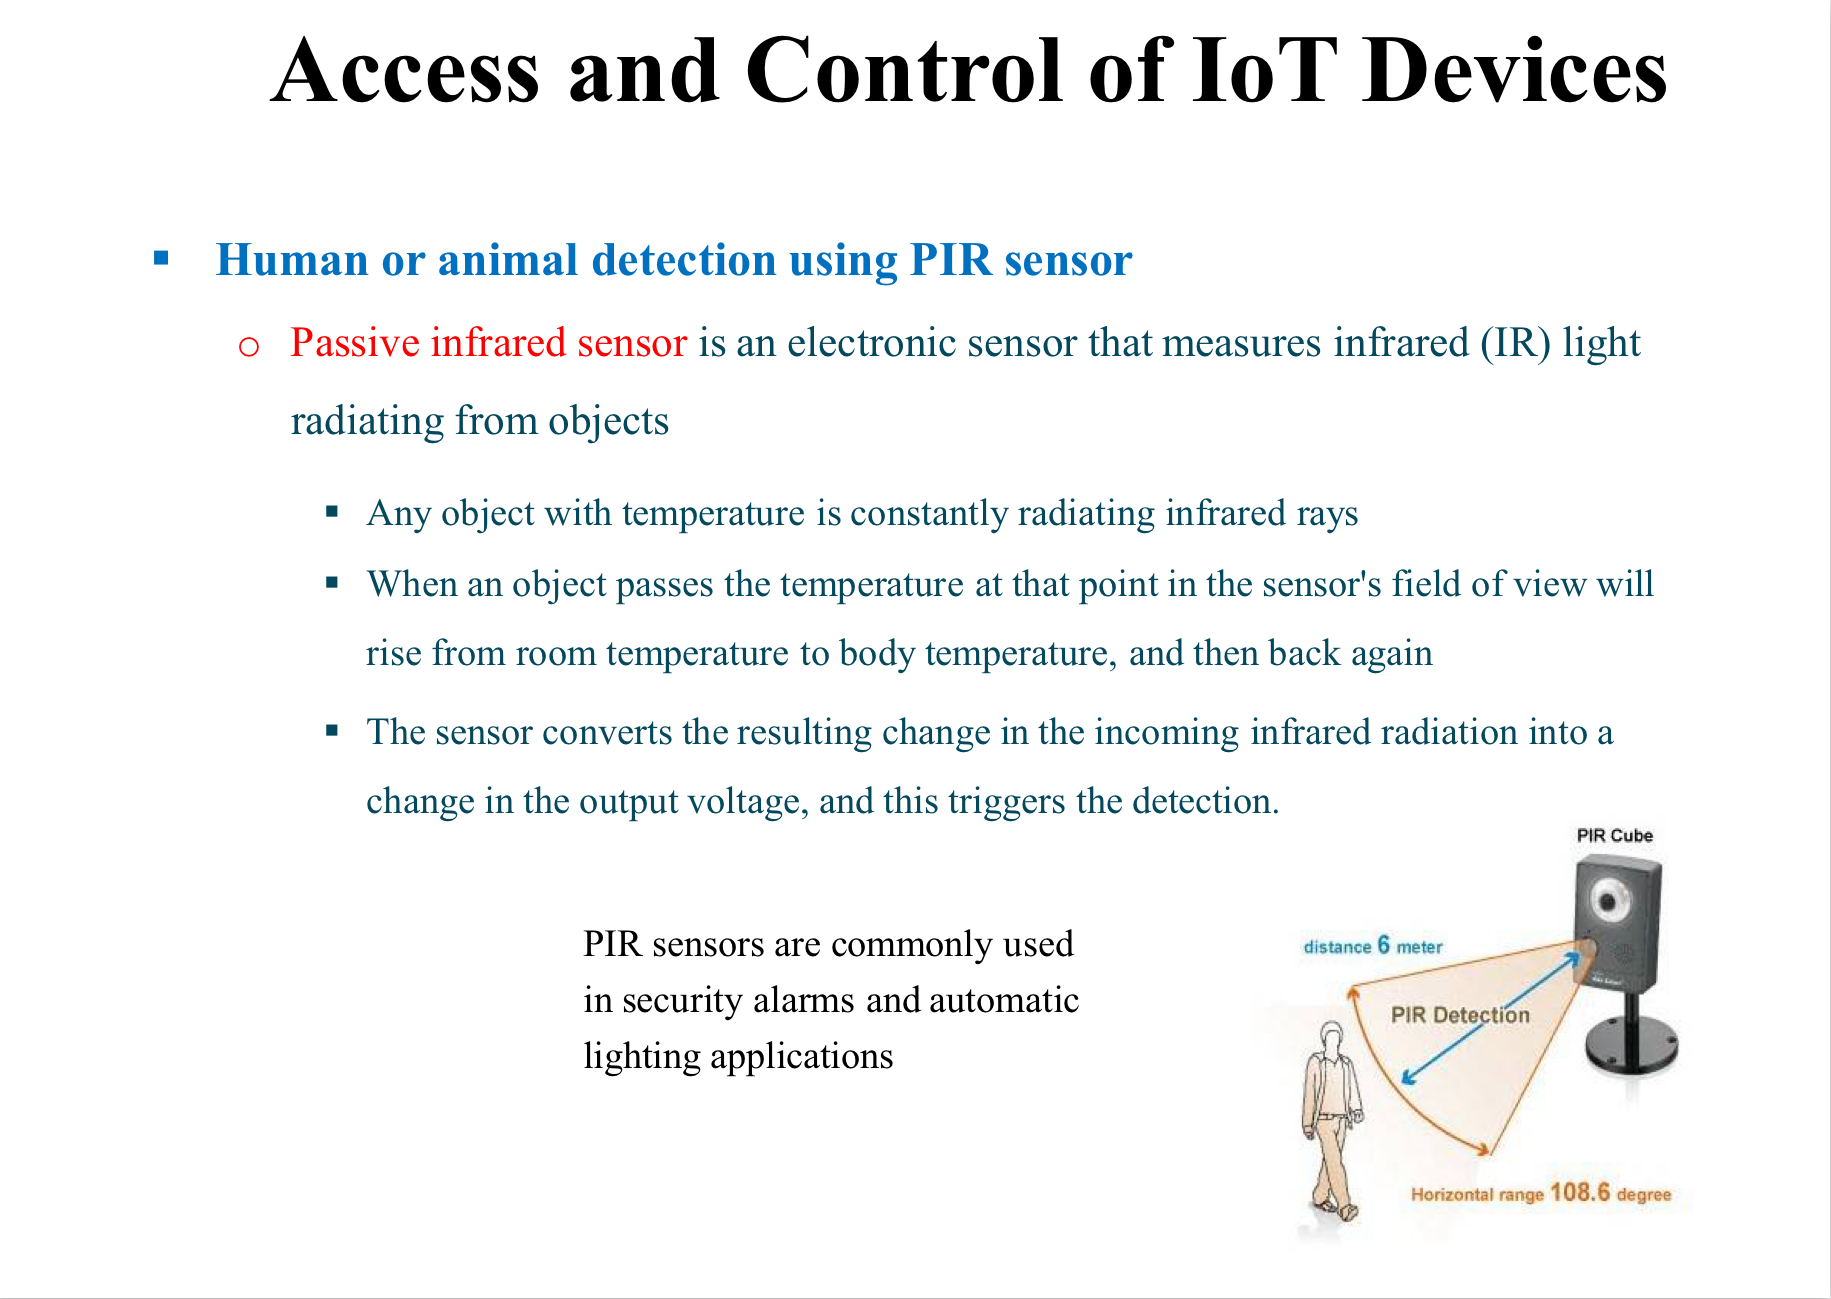 Access and Control of IoT Devices
▪ Human or animal detection using PIR sensor
o Passive infrared sensor is an electronic sensor that measures infrared (IR) light
radiating from objects
▪ Any object with temperature is constantly radiating infrared rays
▪ When an object passes the temperature at that point in the sensor's field of view will
rise from room temperature to body temperature, and then back again
▪ The sensor converts the resulting change in the incoming infrared radiation into a
change in the output voltage, and this triggers the detection.
PIR Cube
PIR sensors are commonly used
in security alarms and automatic
lighting applications
distance 6 meter
PIR Detection
Horizontal range 108.6 degree